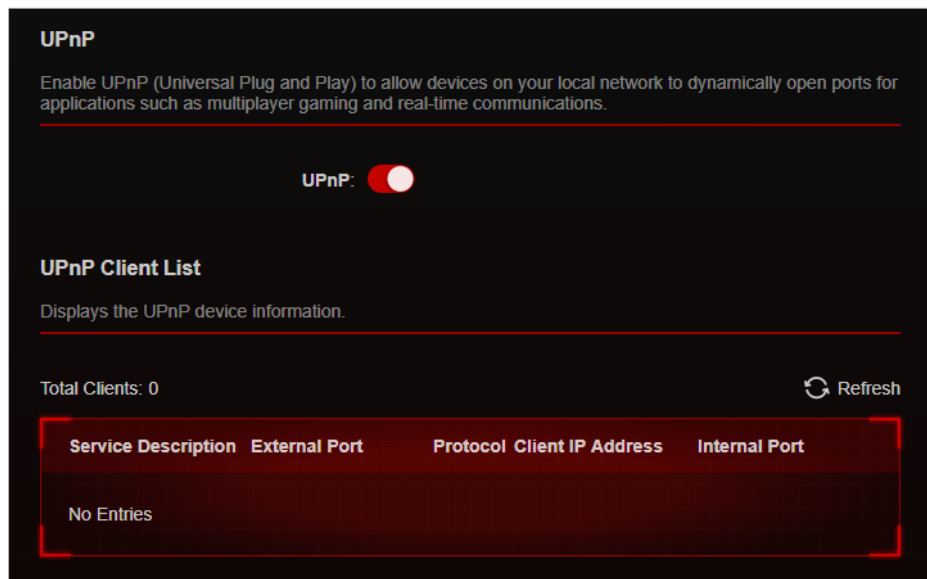 UPnP
Enable UPnP (Universal Plug and Play) to allow devices on your local network to dynamically open ports for
applications such as multiplayer gaming and real-time communications.
UPnP:
UPnP Client List
Displays the UPnP device information.
Total Clients: 0 Refresh
Service Description External Port Protocol Client IP Address Internal Port
No Entries